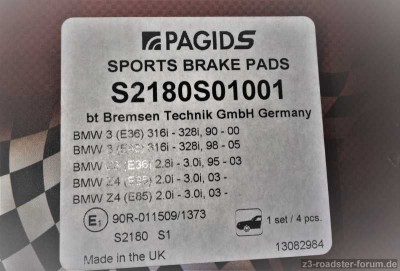 PAGID S
SPORTS BRAKE PADS
S2180S01001
bt Bremsen Technik GmbH Germany
BMW 3 (E36) 316i - 328i, 90 - 00
BMW 3 316i - 328i, 98 - 05
BMW (E36) 2.8i - 3.0i, 95 - 03
BMW Z4 (E85) 2.0i - 3.0i, 03 -
BMW Z4 (E85) 2.0i - 3.0i, 03 -
E1 90R-011509/1373
1 set / 4 pcs.
S2180 S1
Made in the UK
13082984
z3-roadster-forum.de